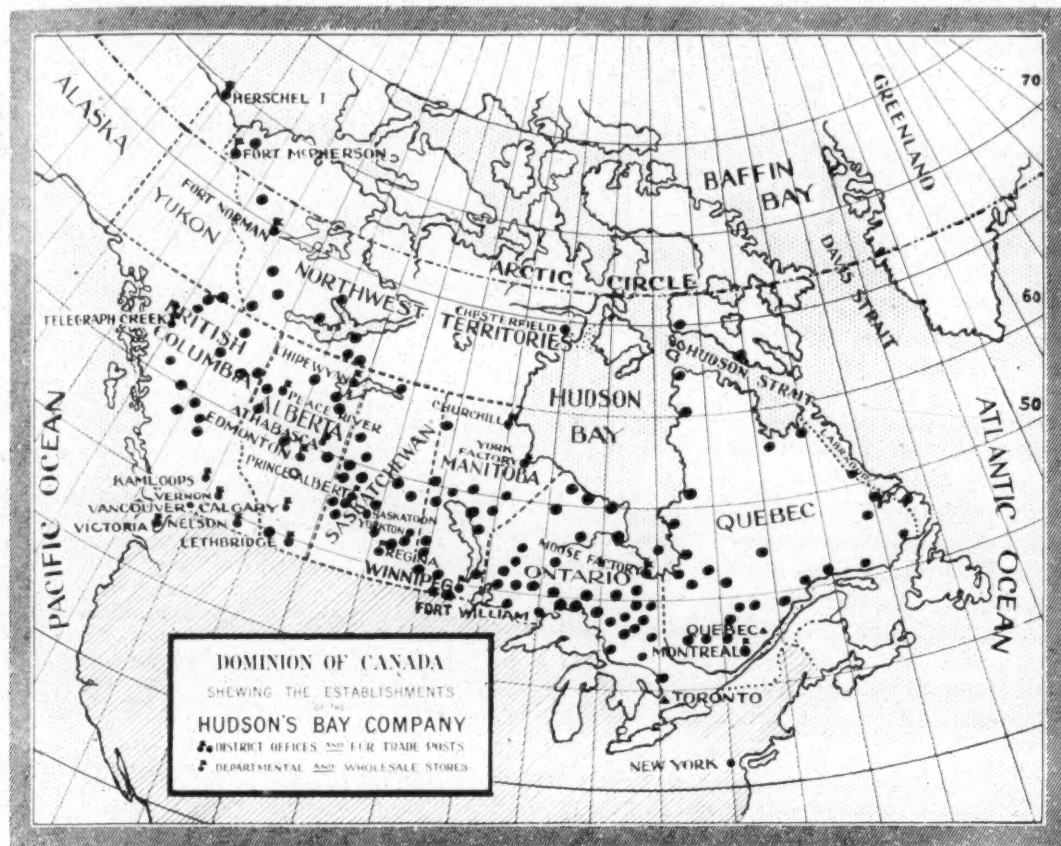 ALASKA
HERSCHEL I
FORT McPHERSON
YUKON
FORT NORMAN
NORTHWEST TERRITORIES
ARCTIC CIRCLE
BAFFIN BAY
GREENLAND
DAVIS STRAIT
70
60
50
TELEGRAPH CREEK
BRITISH COLUMBIA
CHESTERFIELD
HUDSON STRAIT
HUDSON BAY
HIPEWYW
PEACE RIVER
ALBERTA
ATHABASCA
EDMONTON
PRINCE ALBERT
SASKATCHEWAN
CHURCHILL
YORK FACTORY
MANITOBA
LABRADOR
QUEBEC
PACIFIC OCEAN
ATLANTIC OCEAN
KAMLOOPS
VERNON
VANCOUVER
CALGARY
VICTORIA
NELSON
LETHBRIDGE
SASKATOON
YORKTON
REGINA
WINNIPEG
FORT WILLIAM
MOOSE FACTORY
ONTARIO
QUEBEC
MONTREAL
TORONTO
NEW YORK
DOMINION OF CANADA
SHEWING THE ESTABLISHMENTS
OF THE
HUDSON'S BAY COMPANY
DISTRICT OFFICES AND FUR TRADE POSTS
DEPARTMENTAL AND WHOLESALE STORES